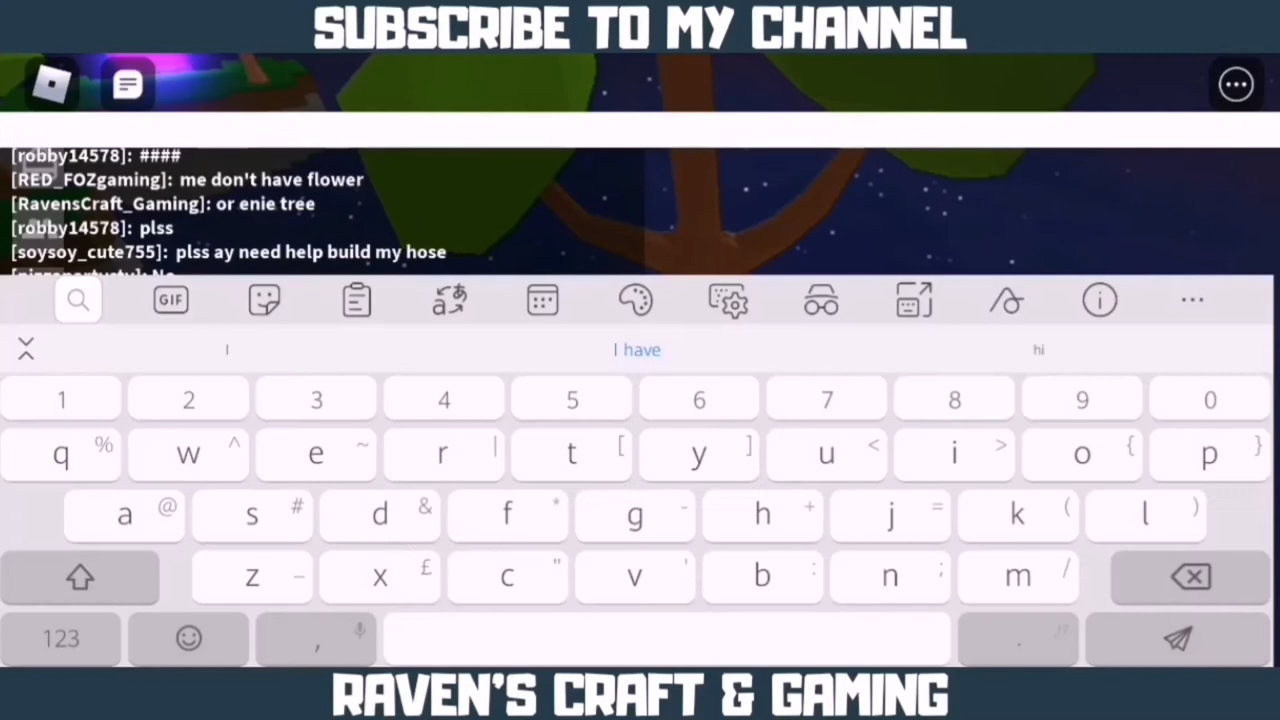 SUBSCRIBE TO MY CHANNEL
[robby14578]: ####
[RED_FOZgaming]: me don't have flower
[RavensCraft_Gaming]: or enie tree
[robby14578]: plss
[soysoy_cute755]: plss ay need help build my hose
GIF
I
I have
hi
1 2 3 4 5 6 7 8 9 0
q % w ^ e ~ r | t [ y ] u < i > o { p }
a @ s # d & f * g - h + j = k ( l )
z _ x £ c " v ' b : n ; m /
123 , .
RAVEN'S CRAFT & GAMING